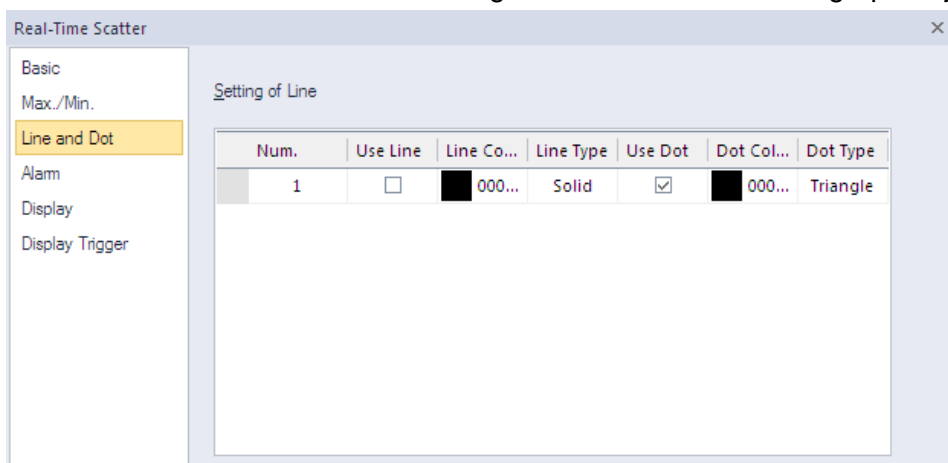 Real-Time Scatter
Basic
Max./Min.
Line and Dot
Alarm
Display
Display Trigger
Setting of Line
Num. Use Line Line Co... Line Type Use Dot Dot Col... Dot Type
1 000... Solid 000... Triangle